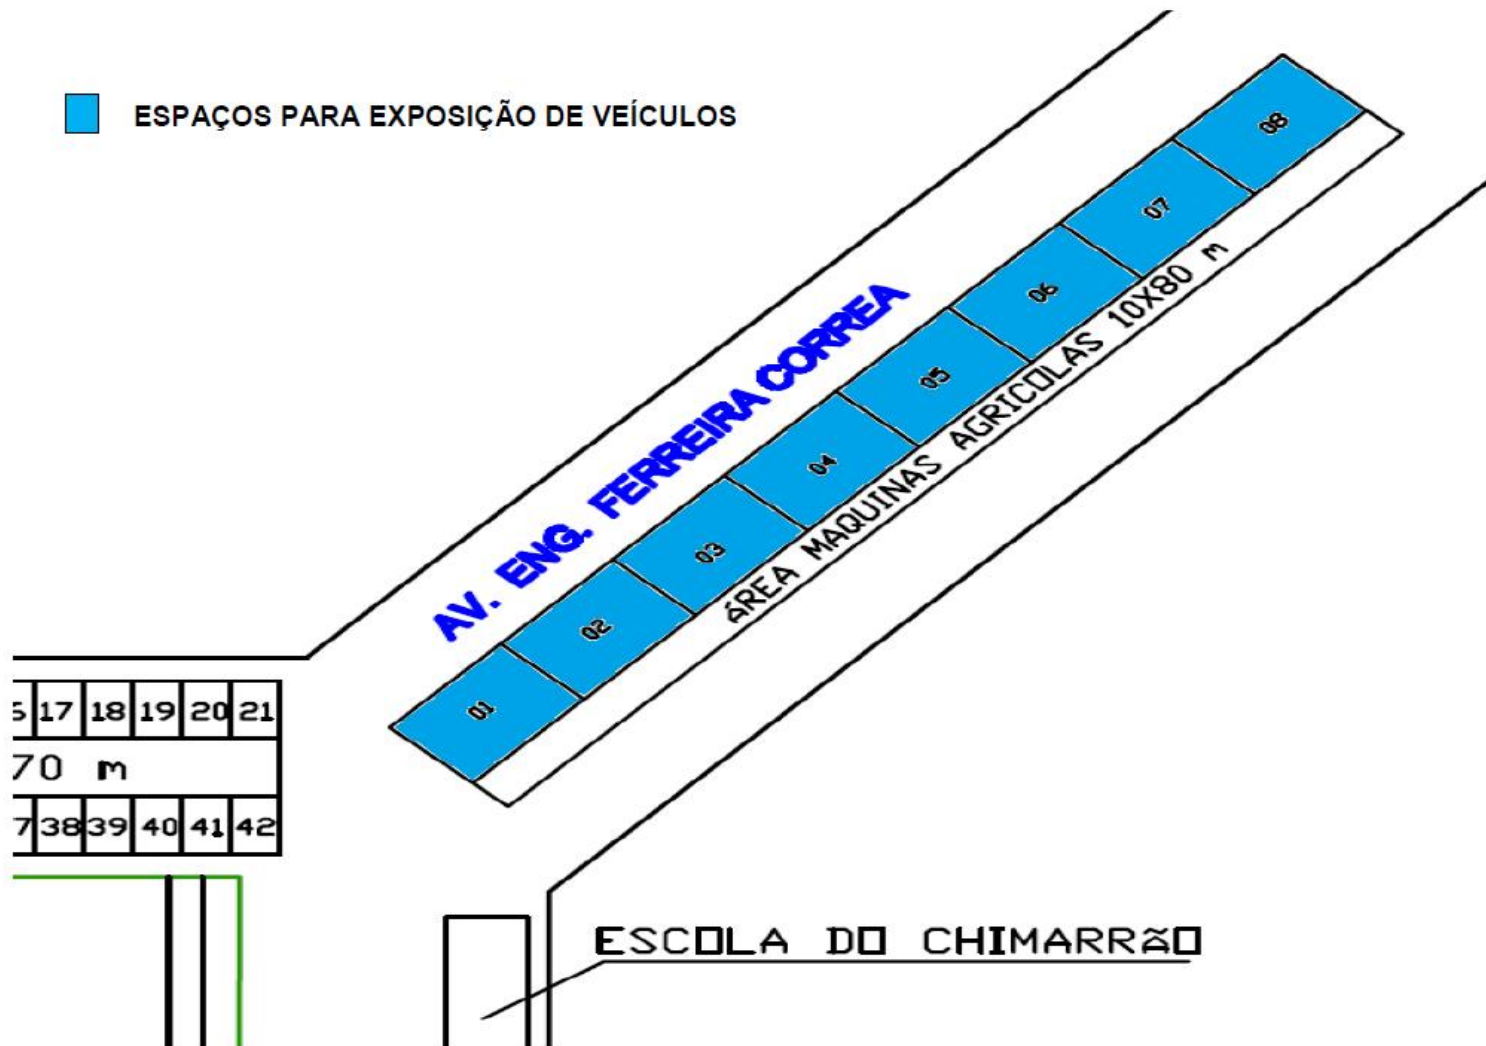 ESPAÇOS PARA EXPOSIÇÃO DE VEÍCULOS
08
07
06
05
04
03
02
01
AV. ENG. FERREIRA CORREA
ÁREA MAQUINAS AGRICOLAS 10X80 m
17 18 19 20 21
70 m
38 39 40 41 42
ESCOLA DO CHIMARRÃO